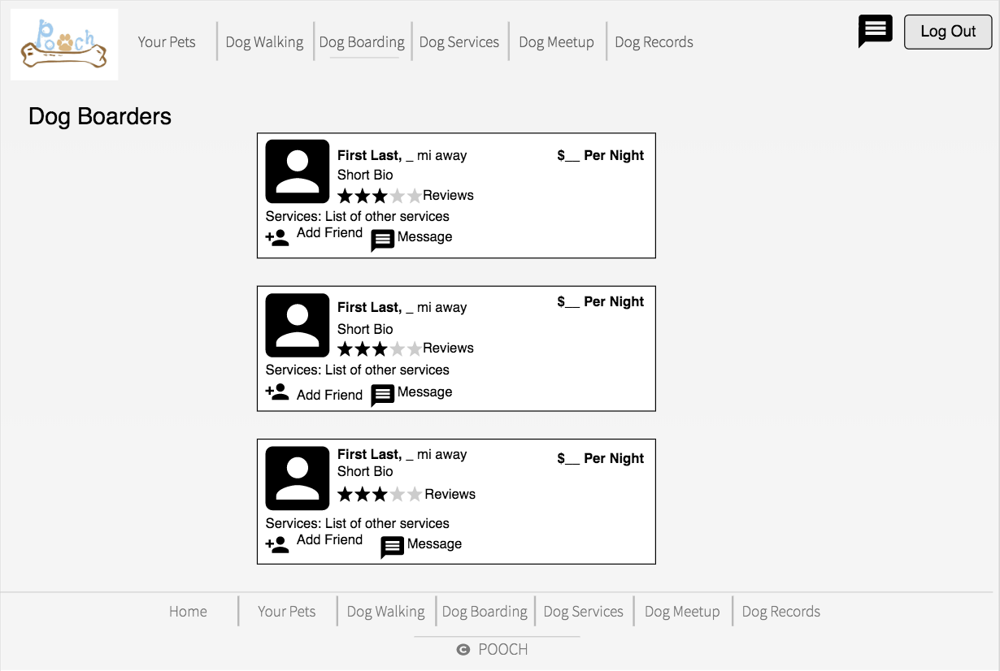 Pooch
Your Pets Dog Walking Dog Boarding Dog Services Dog Meetup Dog Records Log Out
Dog Boarders
First Last, _ mi away $__ Per Night
Short Bio
Reviews
Services: List of other services
Add Friend Message
First Last, _ mi away $__ Per Night
Short Bio
Reviews
Services: List of other services
Add Friend Message
First Last, _ mi away $__ Per Night
Short Bio
Reviews
Services: List of other services
Add Friend Message
Home Your Pets Dog Walking Dog Boarding Dog Services Dog Meetup Dog Records
© POOCH